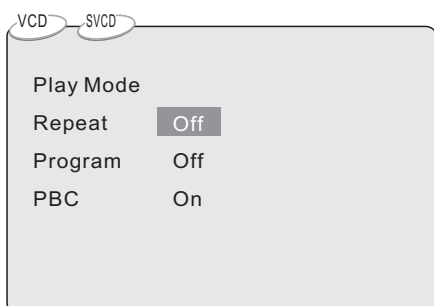 VCD SVCD
Play Mode
Repeat Off
Program Off
PBC On